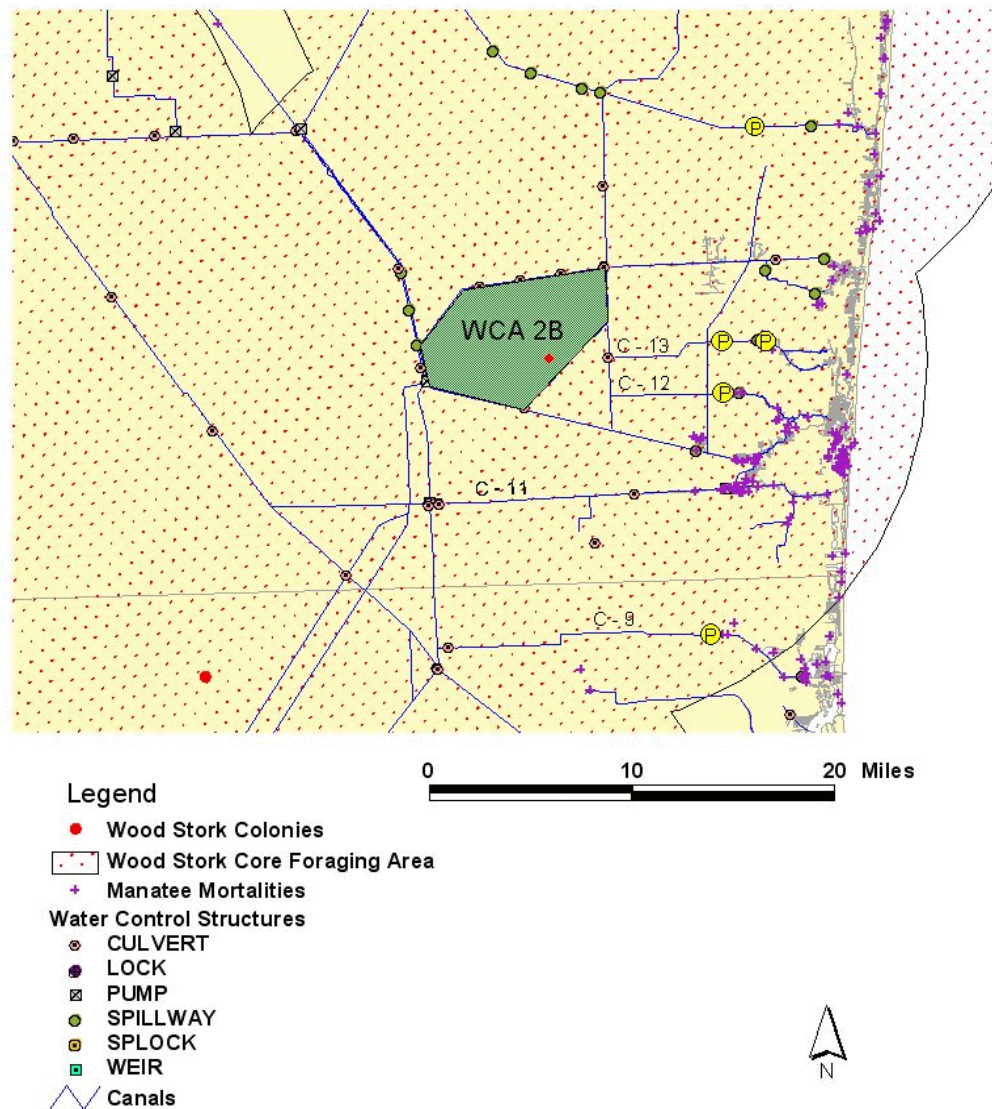 P
WCA 2B
C - 13
P
P
C - 12
P
C - 11
C - 9
P
0 10 20 Miles
Legend
Wood Stork Colonies
Wood Stork Core Foraging Area
Manatee Mortalities
Water Control Structures
CULVERT
LOCK
PUMP
SPILLWAY
SPLOCK
WEIR
Canals
N